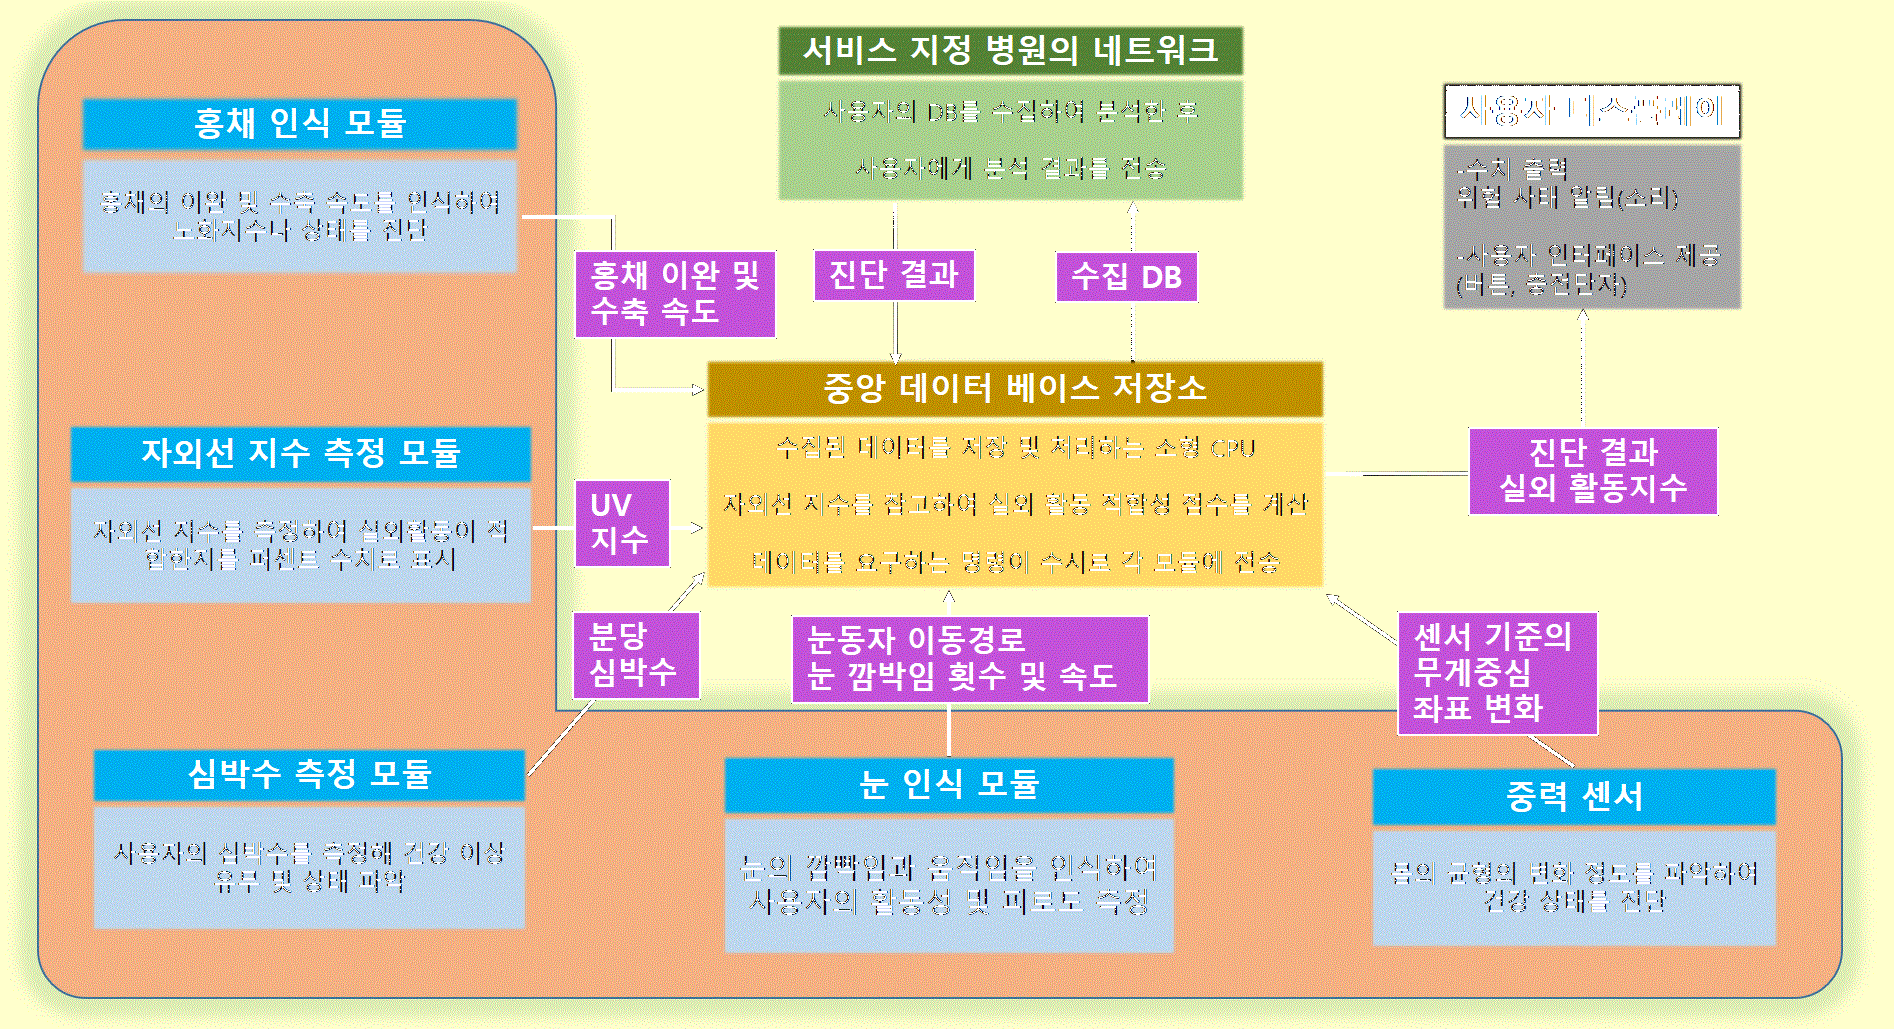 서비스 지정 병원의 네트워크
사용자의 DB를 수집하여 분석한 후
사용자에게 분석 결과를 전송
사용자 디스플레이
-수치 출력
위험 사태 알림(소리)
-사용자 인터페이스 제공
(버튼, 충전단자)
홍채 인식 모듈
홍채의 이완 및 수축 속도를 인식하여
노화지수나 상태를 진단
홍채 이완 및
수축 속도
진단 결과
수집 DB
중앙 데이터 베이스 저장소
수집된 데이터를 저장 및 처리하는 소형 CPU
자외선 지수를 참고하여 실외 활동 적합성 점수를 계산
데이터를 요구하는 명령이 수시로 각 모듈에 전송
진단 결과
실외 활동지수
자외선 지수 측정 모듈
자외선 지수를 측정하여 실외활동이 적
합한지를 퍼센트 수치로 표시
UV
지수
분당
심박수
눈동자 이동경로
눈 깜박임 횟수 및 속도
센서 기준의
무게중심
좌표 변화
심박수 측정 모듈
사용자의 심박수를 측정해 건강 이상
유무 및 상태 파악
눈 인식 모듈
눈의 깜빡임과 움직임을 인식하여
사용자의 활동성 및 피로도 측정
중력 센서
몸의 균형의 변화 정도를 파악하여
건강 상태를 진단